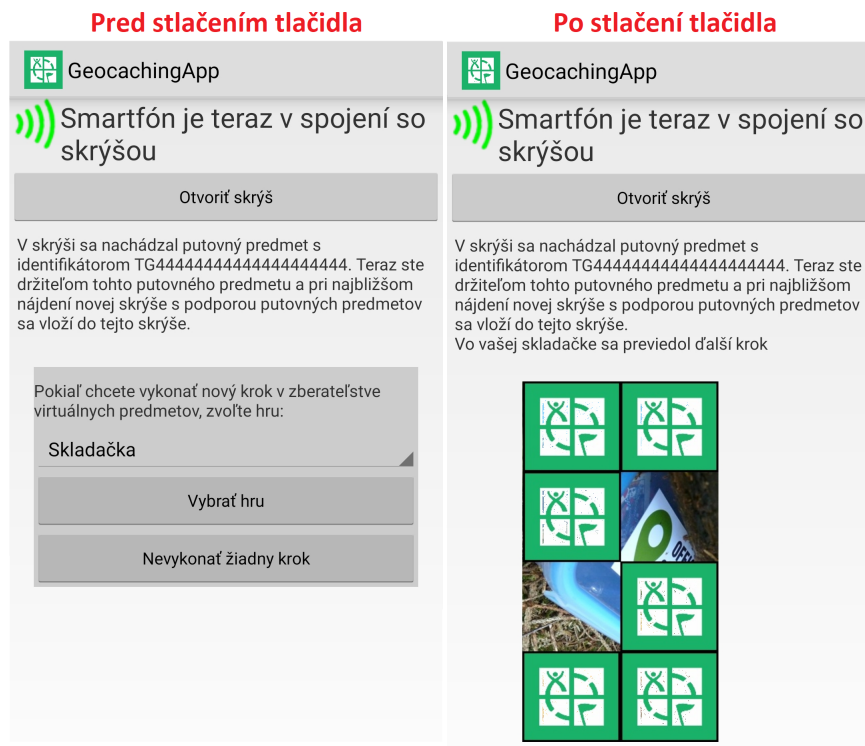 Pred stlačením tlačidla
GeocachingApp
Smartfón je teraz v spojení so
skrýšou
Otvoriť skrýš
V skrýši sa nachádzal putovný predmet s
identifikátorom TG44444444444444444444. Teraz ste
držiteľom tohto putovného predmetu a pri najbližšom
nájdení novej skrýše s podporou putovných predmetov
sa vloží do tejto skrýše.
Pokiaľ chcete vykonať nový krok v zberateľstve
virtuálnych predmetov, zvoľte hru:
Skladačka
Vybrať hru
Nevykonať žiadny krok
Po stlačení tlačidla
GeocachingApp
Smartfón je teraz v spojení so
skrýšou
Otvoriť skrýš
V skrýši sa nachádzal putovný predmet s
identifikátorom TG44444444444444444444. Teraz ste
držiteľom tohto putovného predmetu a pri najbližšom
nájdení novej skrýše s podporou putovných predmetov
sa vloží do tejto skrýše.
Vo vašej skladačke sa previedol ďalší krok